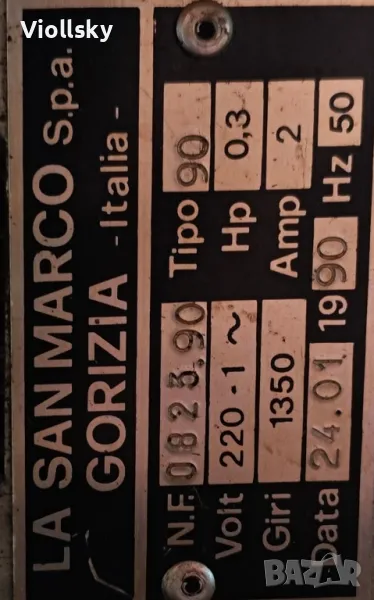 Viollsky
LA SAN MARCO S.p.a.
GORIZIA - Italia -
N.F. 0823.90 Tipo 90
Volt 220 - 1 ~ Hp 0,3
Giri 1350 Amp 2
Data 24.01 1990 Hz 50
BAZAR